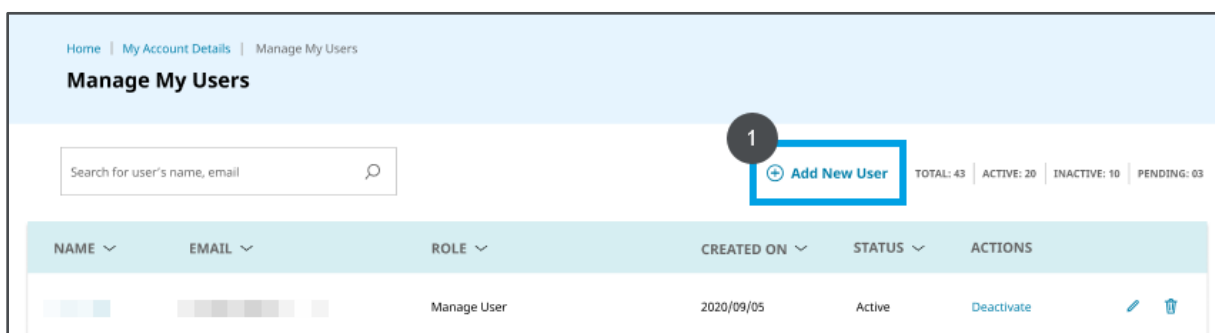 Home | My Account Details | Manage My Users
Manage My Users
1
Search for user's name, email
Add New User TOTAL: 43 | ACTIVE: 20 | INACTIVE: 10 | PENDING: 03
NAME EMAIL ROLE CREATED ON STATUS ACTIONS
Manage User 2020/09/05 Active Deactivate